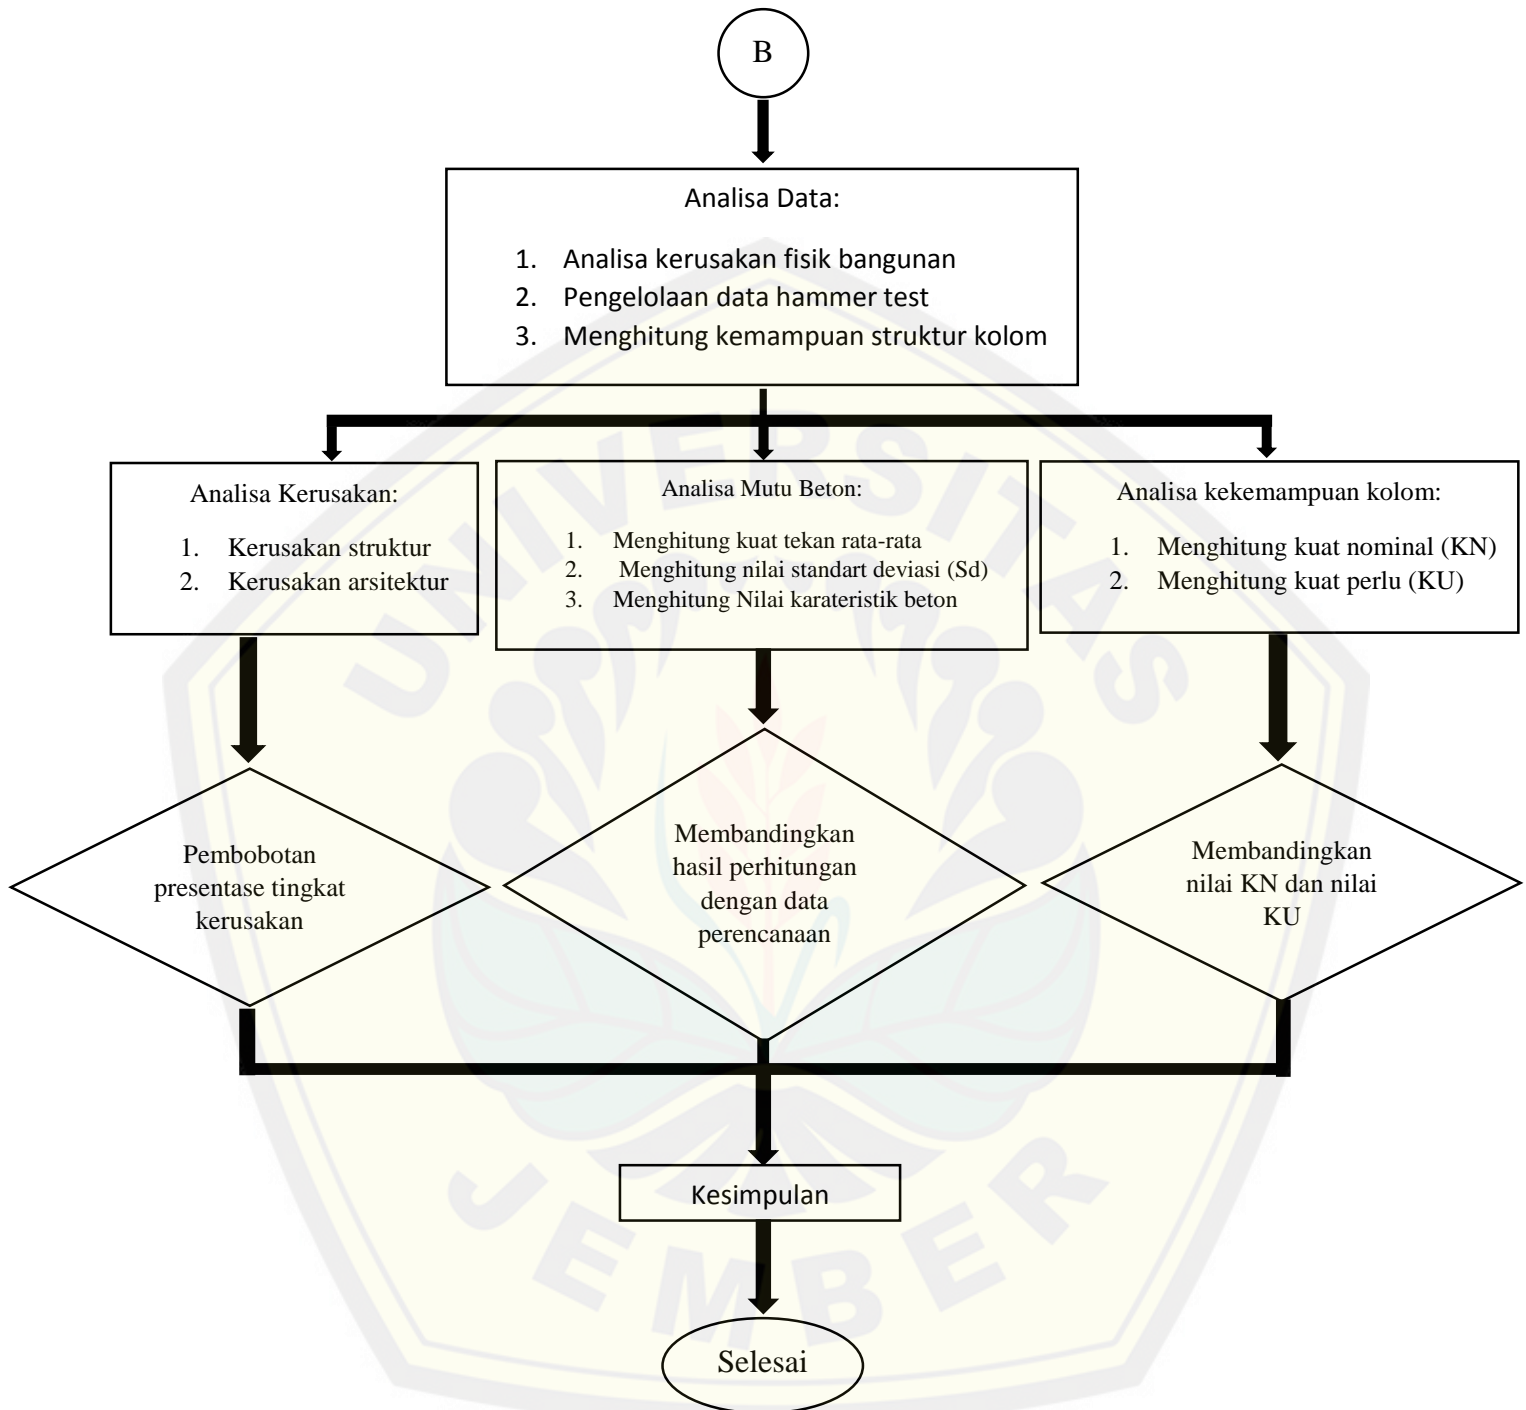 B
Analisa Data:
1. Analisa kerusakan fisik bangunan
2. Pengelolaan data hammer test
3. Menghitung kemampuan struktur kolom
Analisa Kerusakan:
1. Kerusakan struktur
2. Kerusakan arsitektur
Analisa Mutu Beton:
1. Menghitung kuat tekan rata-rata
2. Menghitung nilai standart deviasi (Sd)
3. Menghitung Nilai karateristik beton
Analisa kekemampuan kolom:
1. Menghitung kuat nominal (KN)
2. Menghitung kuat perlu (KU)
Pembobotan
presentase tingkat
kerusakan
Membandingkan
hasil perhitungan
dengan data
perencanaan
Membandingkan
nilai KN dan nilai
KU
Kesimpulan
Selesai
UNIVERSITAS
JEMBER